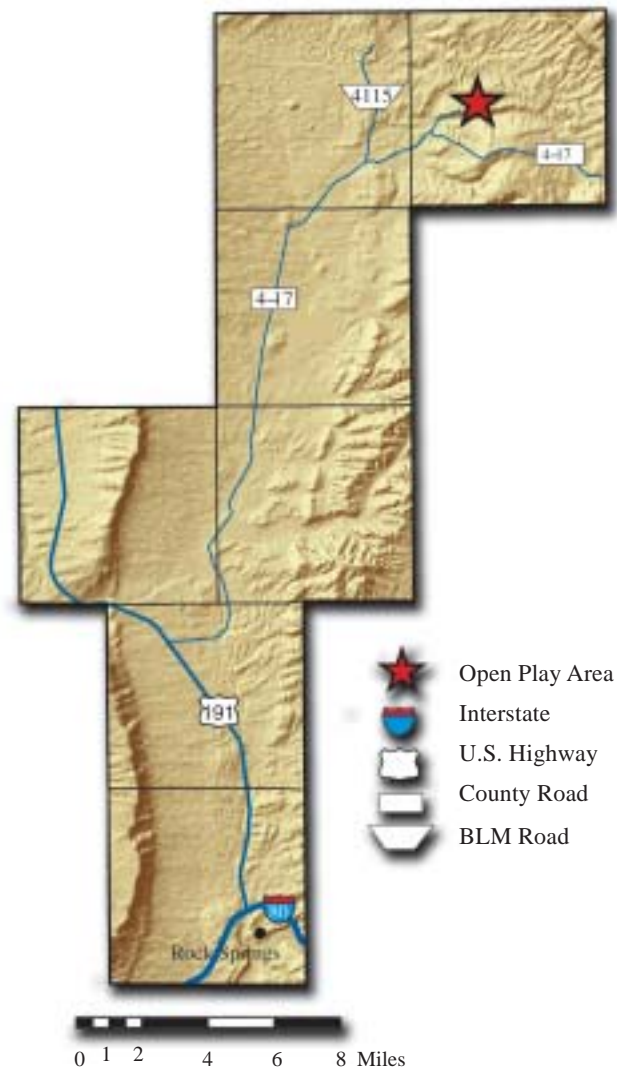 4115
4-17
4-17
191
Open Play Area
Interstate
U.S. Highway
County Road
BLM Road
80
Rock Springs
0 1 2 4 6 8 Miles